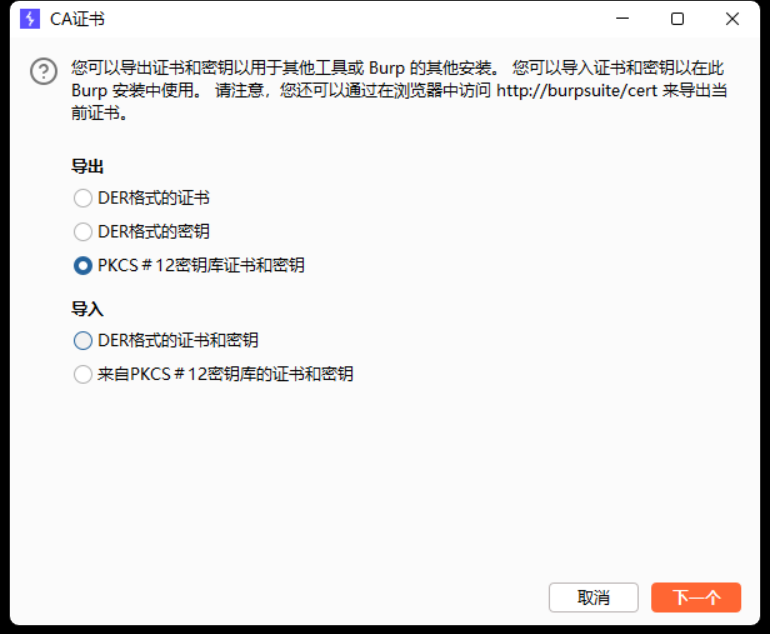 CA证书
您可以导出证书和密钥以用于其他工具或 Burp 的其他安装。 您可以导入证书和密钥以在此
Burp 安装中使用。 请注意，您还可以通过在浏览器中访问 http://burpsuite/cert 来导出当
前证书。
导出
DER格式的证书
DER格式的密钥
PKCS＃12密钥库证书和密钥
导入
DER格式的证书和密钥
来自PKCS＃12密钥库的证书和密钥
取消
下一个